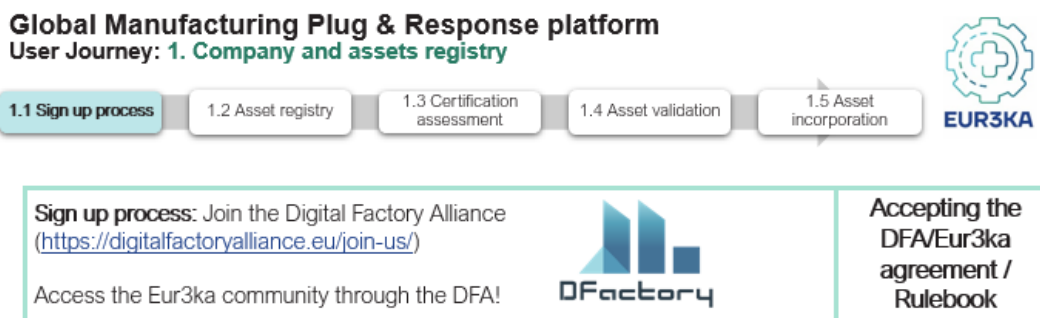 Global Manufacturing Plug & Response platform
User Journey: 1. Company and assets registry
1.1 Sign up process
1.2 Asset registry
1.3 Certification
assessment
1.4 Asset validation
1.5 Asset
incorporation
EUR3KA
Sign up process: Join the Digital Factory Alliance
(https://digitalfactoryalliance.eu/join-us/)
Access the Eur3ka community through the DFA!
DFactory
Accepting the
DFA/Eur3ka
agreement /
Rulebook